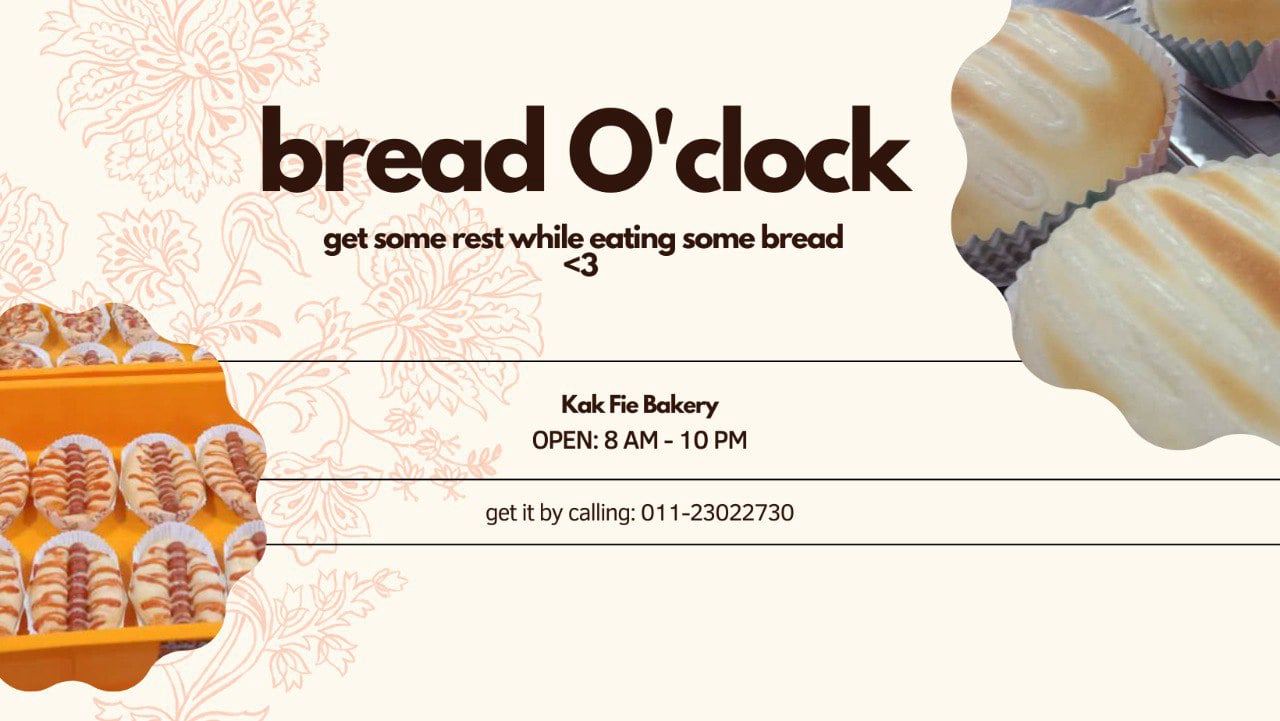 bread O'clock
get some rest while eating some bread
<3
Kak Fie Bakery
OPEN: 8 AM - 10 PM
get it by calling: 011-23022730